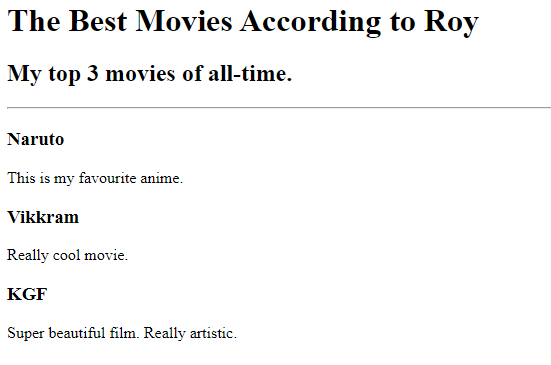 The Best Movies According to Roy
My top 3 movies of all-time.
Naruto
This is my favourite anime.
Vikkram
Really cool movie.
KGF
Super beautiful film. Really artistic.